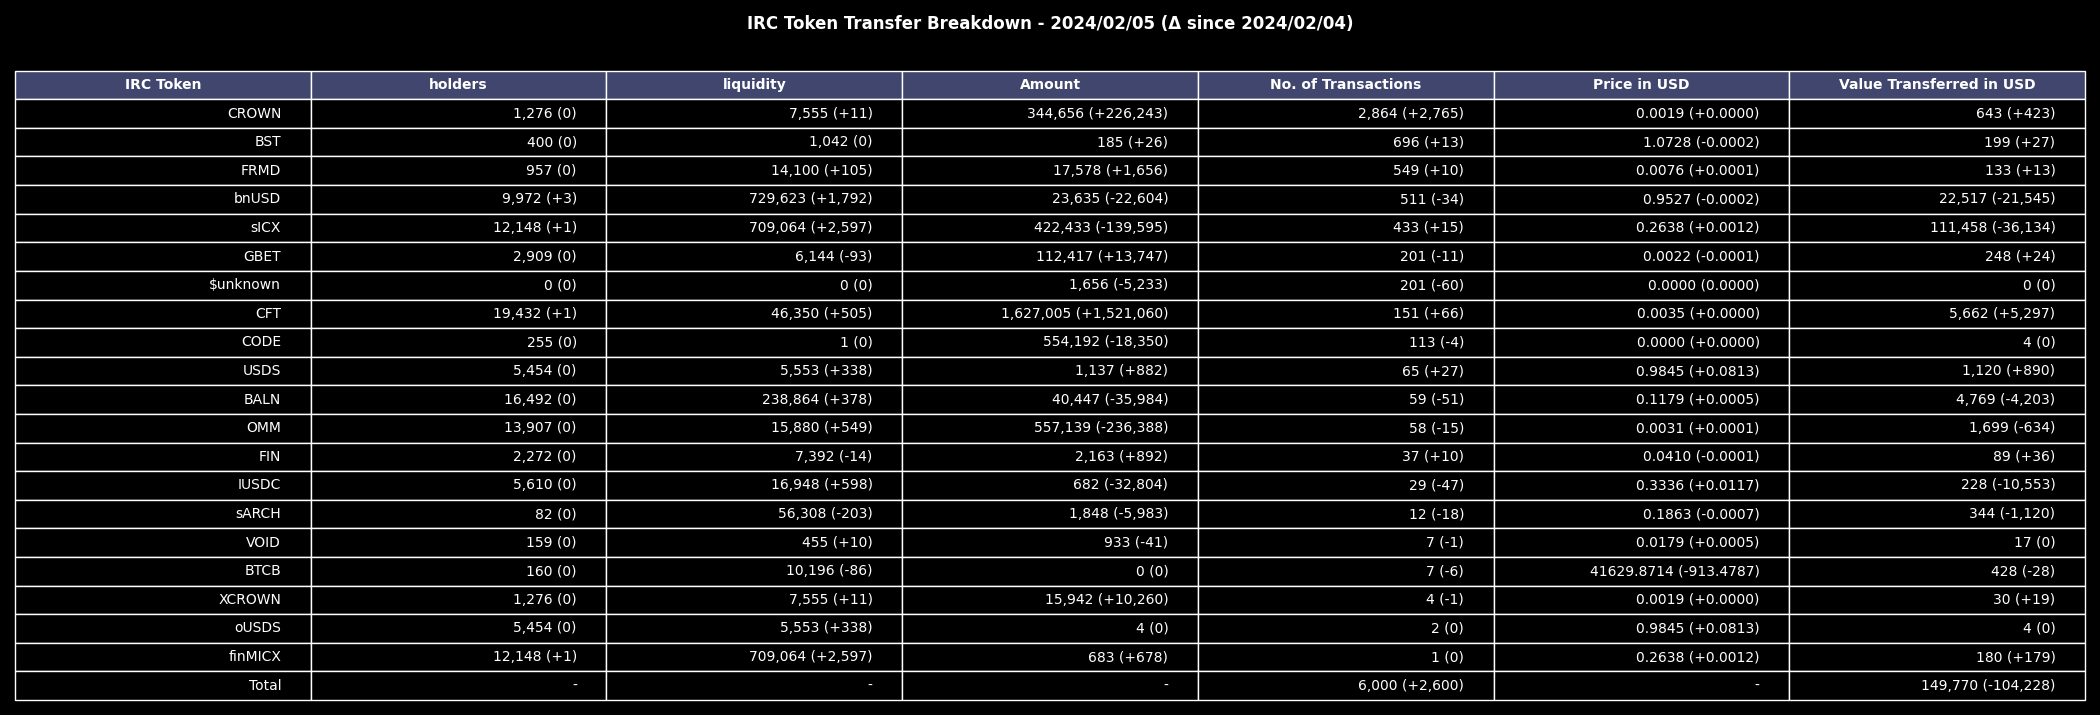 IRC Token Transfer Breakdown - 2024/02/05 (Δ since 2024/02/04)
IRC Token holders liquidity Amount No. of Transactions Price in USD Value Transferred in USD
CROWN 1,276 (0) 7,555 (+11) 344,656 (+226,243) 2,864 (+2,765) 0.0019 (+0.0000) 643 (+423)
BST 400 (0) 1,042 (0) 185 (+26) 696 (+13) 1.0728 (-0.0002) 199 (+27)
FRMD 957 (0) 14,100 (+105) 17,578 (+1,656) 549 (+10) 0.0076 (+0.0001) 133 (+13)
bnUSD 9,972 (+3) 729,623 (+1,792) 23,635 (-22,604) 511 (-34) 0.9527 (-0.0002) 22,517 (-21,545)
sICX 12,148 (+1) 709,064 (+2,597) 422,433 (-139,595) 433 (+15) 0.2638 (+0.0012) 111,458 (-36,134)
GBET 2,909 (0) 6,144 (-93) 112,417 (+13,747) 201 (-11) 0.0022 (-0.0001) 248 (+24)
$unknown 0 (0) 0 (0) 1,656 (-5,233) 201 (-60) 0.0000 (0.0000) 0 (0)
CFT 19,432 (+1) 46,350 (+505) 1,627,005 (+1,521,060) 151 (+66) 0.0035 (+0.0000) 5,662 (+5,297)
CODE 255 (0) 1 (0) 554,192 (-18,350) 113 (-4) 0.0000 (+0.0000) 4 (0)
USDS 5,454 (0) 5,553 (+338) 1,137 (+882) 65 (+27) 0.9845 (+0.0813) 1,120 (+890)
BALN 16,492 (0) 238,864 (+378) 40,447 (-35,984) 59 (-51) 0.1179 (+0.0005) 4,769 (-4,203)
OMM 13,907 (0) 15,880 (+549) 557,139 (-236,388) 58 (-15) 0.0031 (+0.0001) 1,699 (-634)
FIN 2,272 (0) 7,392 (-14) 2,163 (+892) 37 (+10) 0.0410 (-0.0001) 89 (+36)
IUSDC 5,610 (0) 16,948 (+598) 682 (-32,804) 29 (-47) 0.3336 (+0.0117) 228 (-10,553)
sARCH 82 (0) 56,308 (-203) 1,848 (-5,983) 12 (-18) 0.1863 (-0.0007) 344 (-1,120)
VOID 159 (0) 455 (+10) 933 (-41) 7 (-1) 0.0179 (+0.0005) 17 (0)
BTCB 160 (0) 10,196 (-86) 0 (0) 7 (-6) 41629.8714 (-913.4787) 428 (-28)
XCROWN 1,276 (0) 7,555 (+11) 15,942 (+10,260) 4 (-1) 0.0019 (+0.0000) 30 (+19)
oUSDS 5,454 (0) 5,553 (+338) 4 (0) 2 (0) 0.9845 (+0.0813) 4 (0)
finMICX 12,148 (+1) 709,064 (+2,597) 683 (+678) 1 (0) 0.2638 (+0.0012) 180 (+179)
Total - - - 6,000 (+2,600) - 149,770 (-104,228)